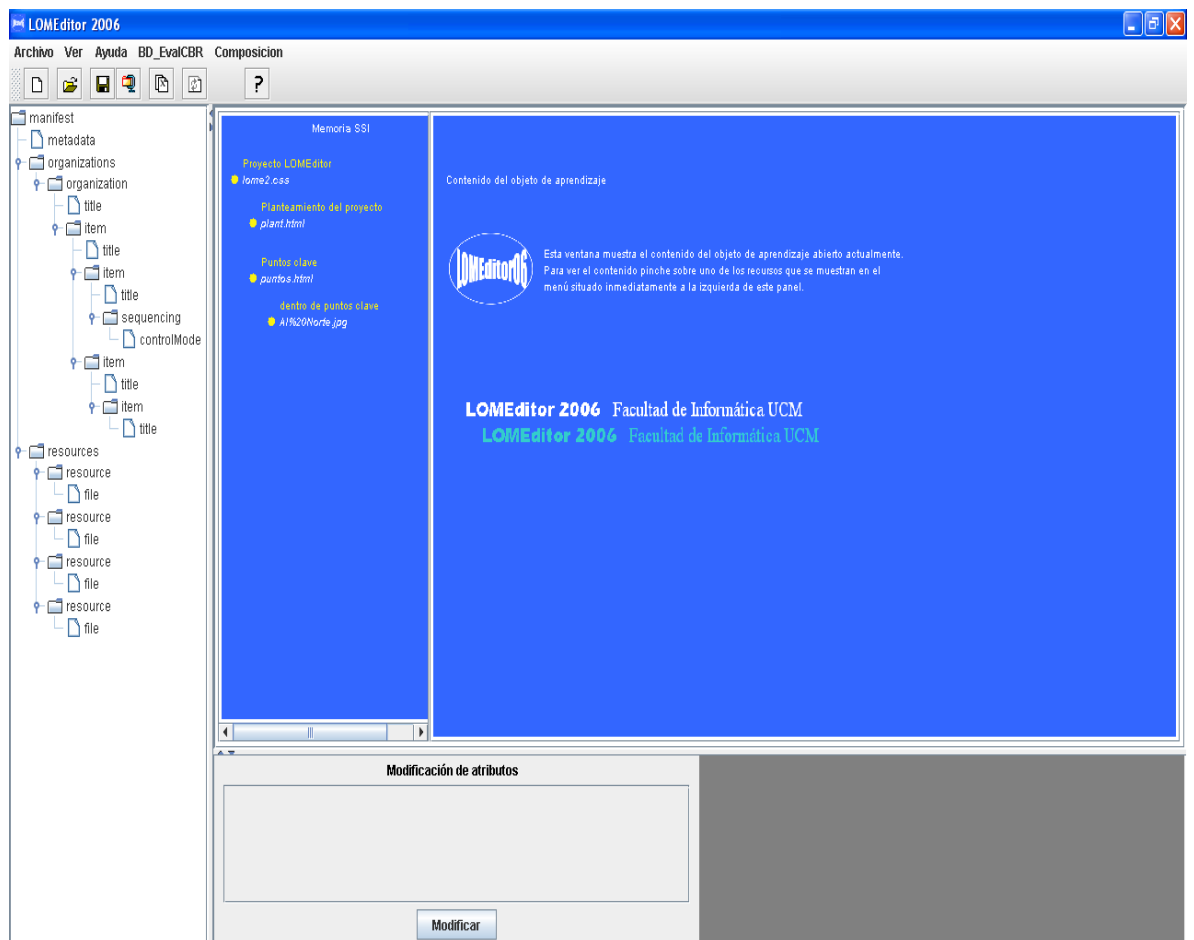 LOMEditor 2006
Archivo Ver Ayuda BD_EvalCBR Composicion
?
manifest
metadata
organizations
organization
title
item
title
item
title
sequencing
controlMode
item
title
item
title
resources
resource
file
resource
file
resource
file
resource
file
Memoria SSI
Proyecto LOMEditor
lome2.css
Planteamiento del proyecto
plant.html
Puntos clave
puntos.html
dentro de puntos clave
Al%20Norte.jpg
Contenido del objeto de aprendizaje
LOMEditor06
Esta ventana muestra el contenido del objeto de aprendizaje abierto actualmente.
Para ver el contenido pinche sobre uno de los recursos que se muestran en el
menú situado inmediatamente a la izquierda de este panel.
LOMEditor 2006 Facultad de Informática UCM
LOMEditor 2006 Facultad de Informática UCM
Modificación de atributos
Modificar